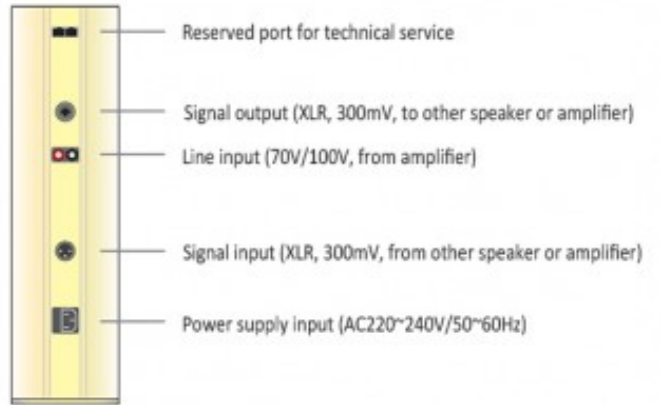 Reserved port for technical service
Signal output (XLR, 300mV, to other speaker or amplifier)
Line input (70V/100V, from amplifier)
Signal input (XLR, 300mV, from other speaker or amplifier)
Power supply input (AC220~240V/50~60Hz)